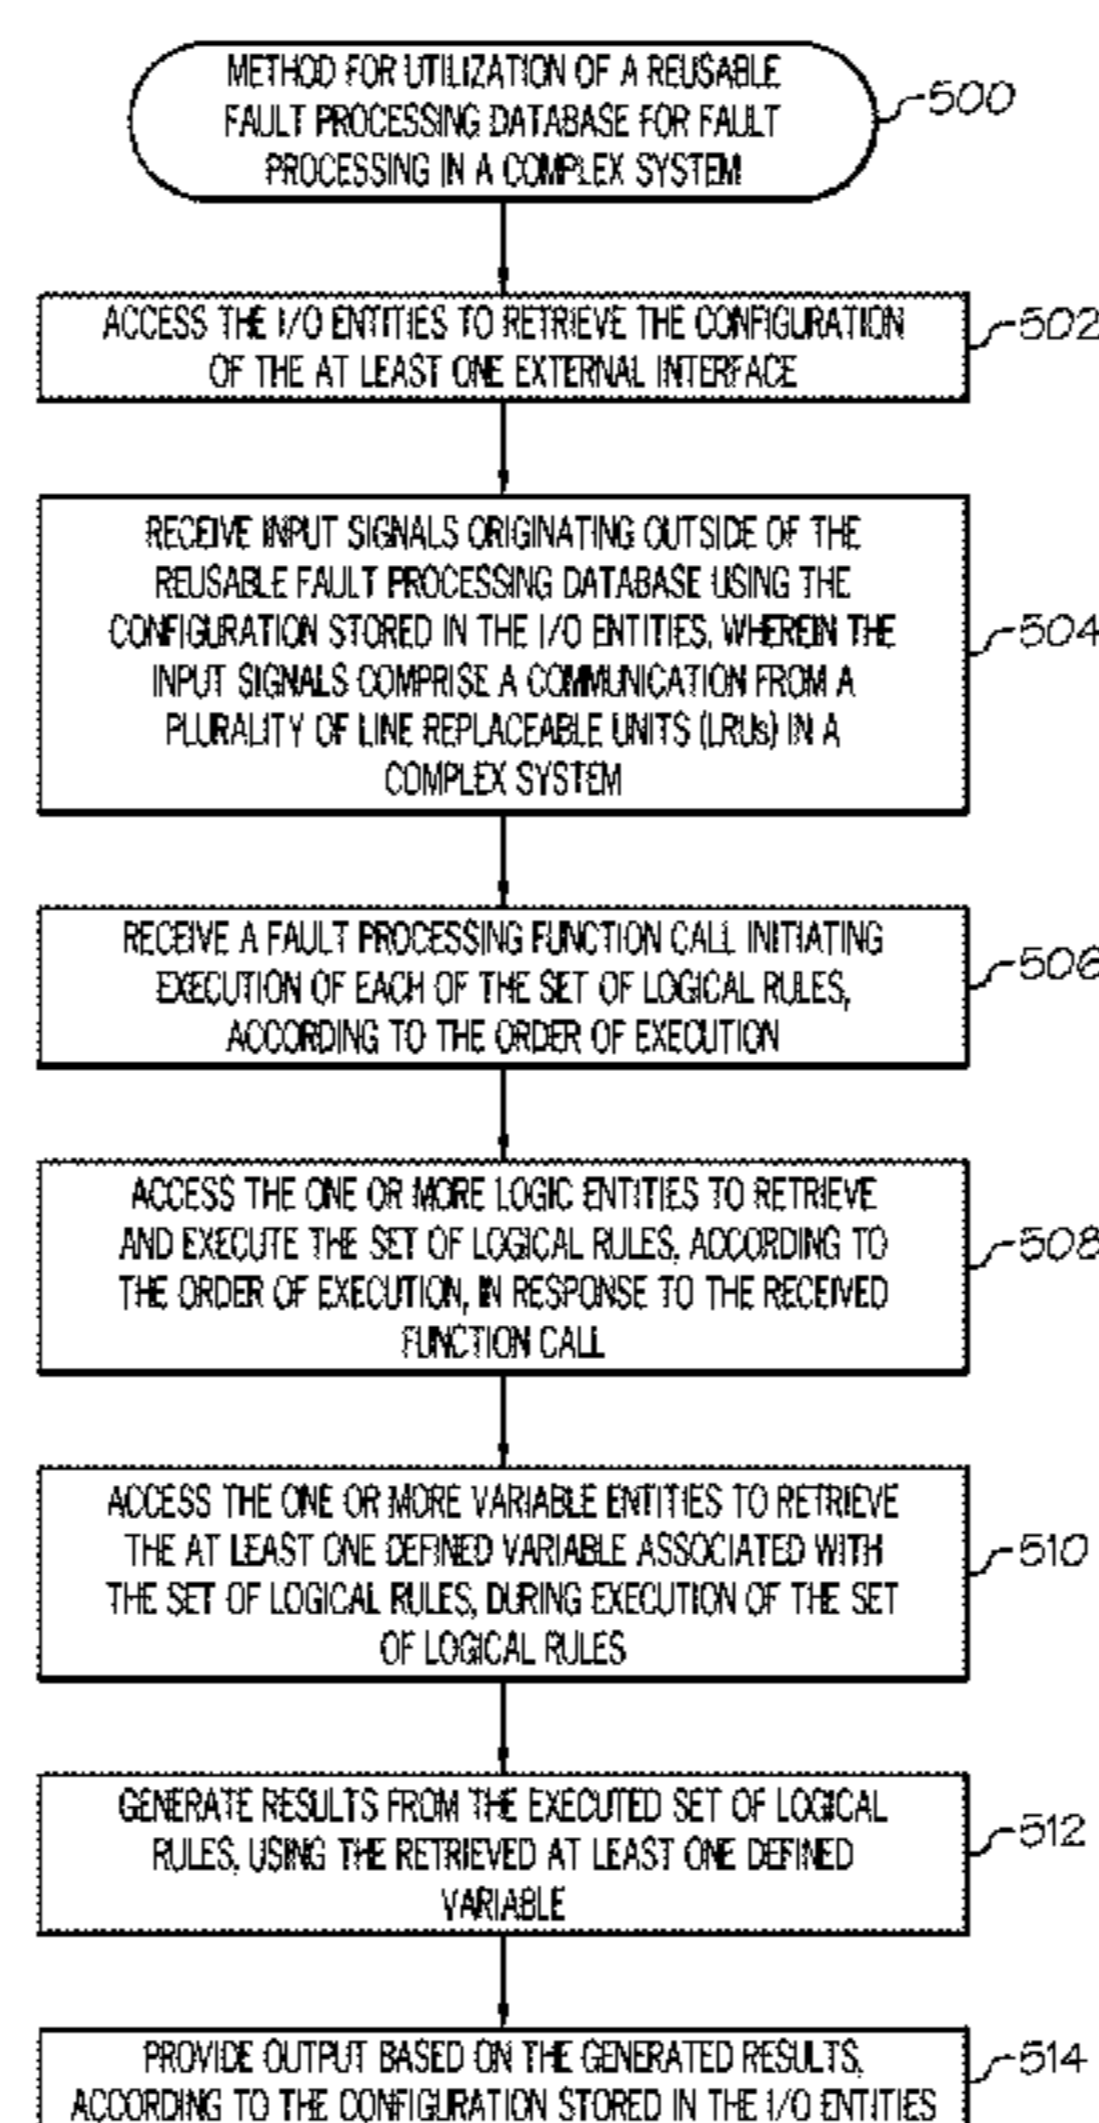 METHOD FOR UTILIZATION OF A REUSABLE
FAULT PROCESSING DATABASE FOR FAULT
PROCESSING IN A COMPLEX SYSTEM
500
ACCESS THE I/O ENTITIES TO RETRIEVE THE CONFIGURATION
OF THE AT LEAST ONE EXTERNAL INTERFACE
502
RECEIVE INPUT SIGNALS ORIGINATING OUTSIDE OF THE
REUSABLE FAULT PROCESSING DATABASE USING THE
CONFIGURATION STORED IN THE I/O ENTITIES, WHEREIN THE
INPUT SIGNALS COMPRISE A COMMUNICATION FROM A
PLURALITY OF LINE REPLACEABLE UNITS (LRUs) IN A
COMPLEX SYSTEM
504
RECEIVE A FAULT PROCESSING FUNCTION CALL INITIATING
EXECUTION OF EACH OF THE SET OF LOGICAL RULES,
ACCORDING TO THE ORDER OF EXECUTION
506
ACCESS THE ONE OR MORE LOGIC ENTITIES TO RETRIEVE
AND EXECUTE THE SET OF LOGICAL RULES, ACCORDING TO
THE ORDER OF EXECUTION, IN RESPONSE TO THE RECEIVED
FUNCTION CALL
508
ACCESS THE ONE OR MORE VARIABLE ENTITIES TO RETRIEVE
THE AT LEAST ONE DEFINED VARIABLE ASSOCIATED WITH
THE SET OF LOGICAL RULES, DURING EXECUTION OF THE SET
OF LOGICAL RULES
510
GENERATE RESULTS FROM THE EXECUTED SET OF LOGICAL
RULES, USING THE RETRIEVED AT LEAST ONE DEFINED
VARIABLE
512
PROVIDE OUTPUT BASED ON THE GENERATED RESULTS,
ACCORDING TO THE CONFIGURATION STORED IN THE I/O ENTITIES
514